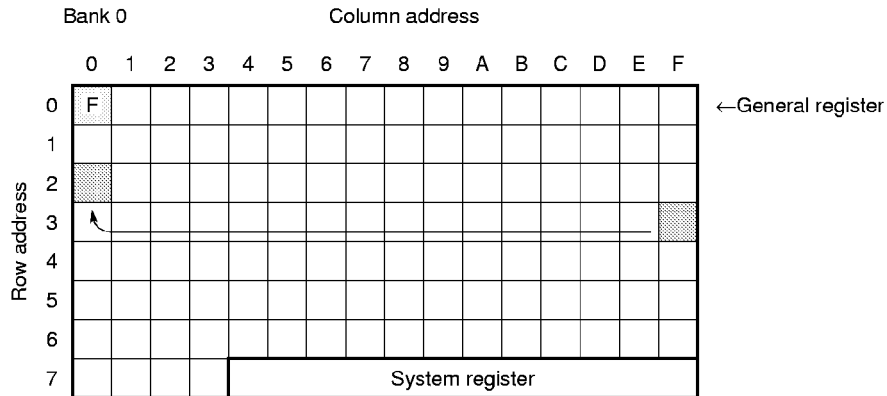 Bank 0 Column address
0 1 2 3 4 5 6 7 8 9 A B C D E F
0 F ←General register
1
2
3
4
5
6
7 System register
Row address